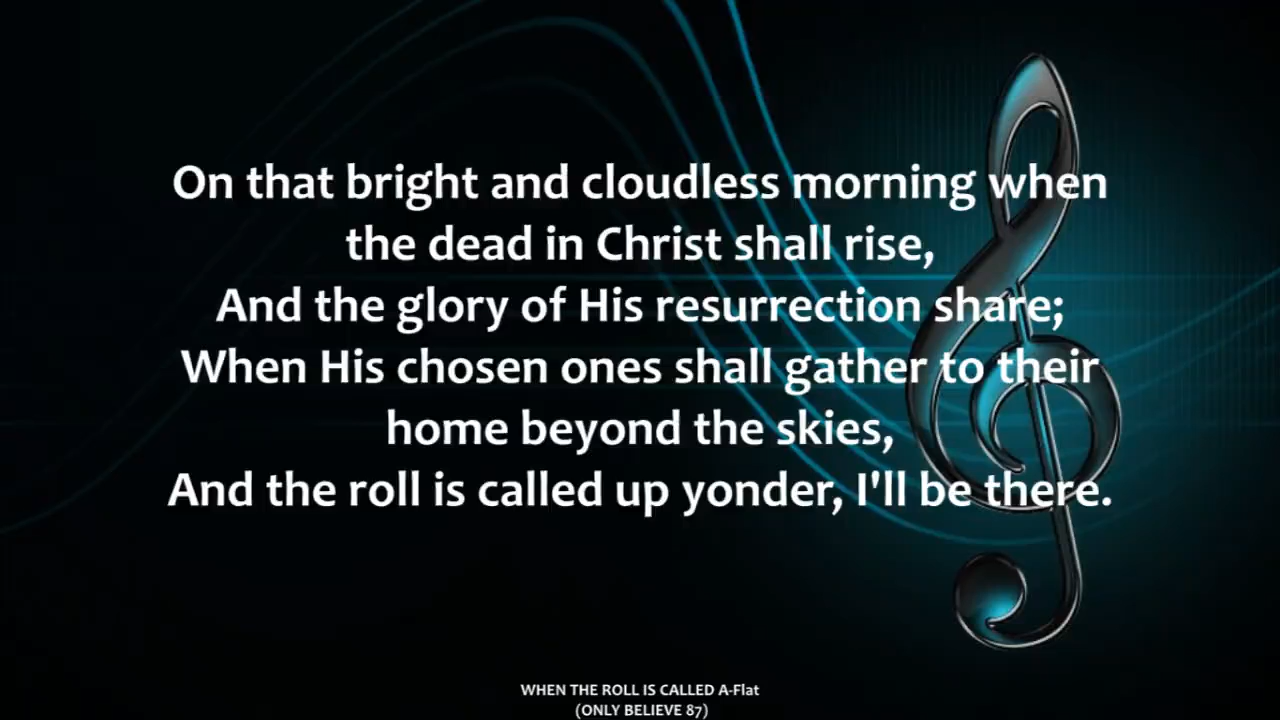 On that bright and cloudless morning when
the dead in Christ shall rise,
And the glory of His resurrection share;
When His chosen ones shall gather to their
home beyond the skies,
And the roll is called up yonder, I'll be there.
WHEN THE ROLL IS CALLED A-Flat
(ONLY BELIEVE 87)